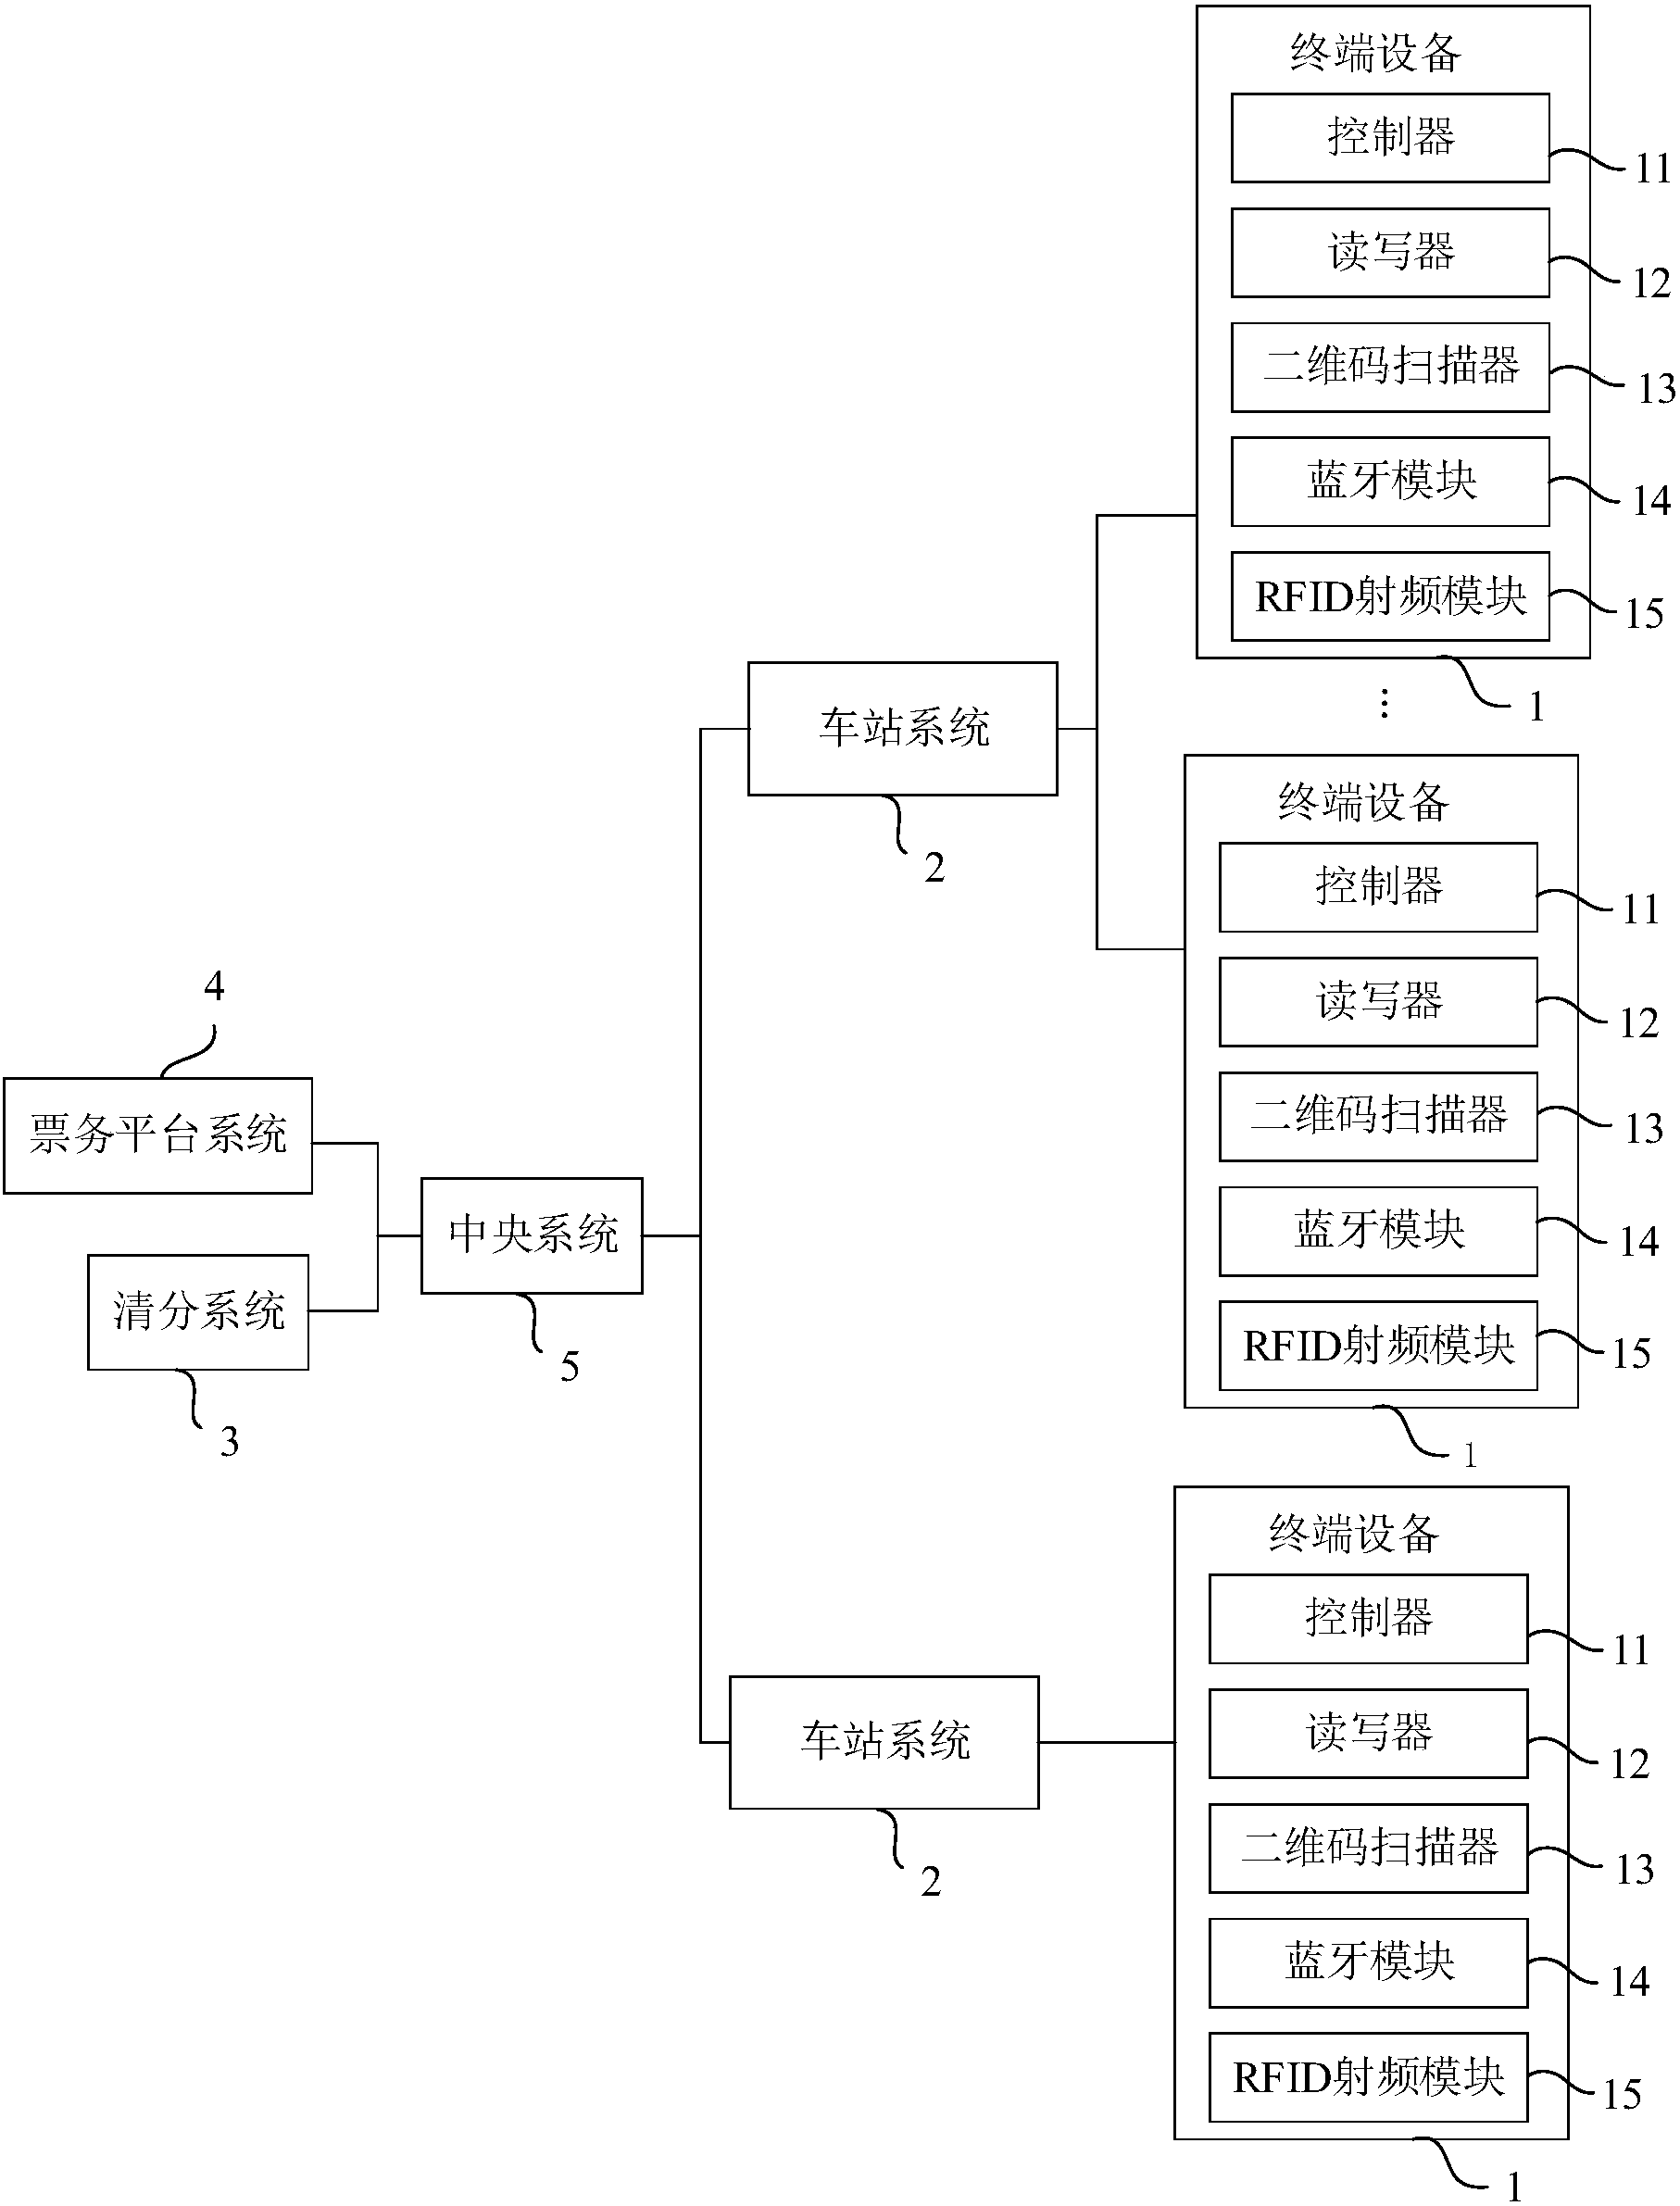 终端设备
控制器
11
读写器
12
二维码扫描器
13
蓝牙模块
14
RFID射频模块
15
1
⋮
车站系统
2
终端设备
控制器
11
读写器
12
二维码扫描器
13
蓝牙模块
14
RFID射频模块
15
1
4
票务平台系统
中央系统
5
清分系统
3
车站系统
2
终端设备
控制器
11
读写器
12
二维码扫描器
13
蓝牙模块
14
RFID射频模块
15
1